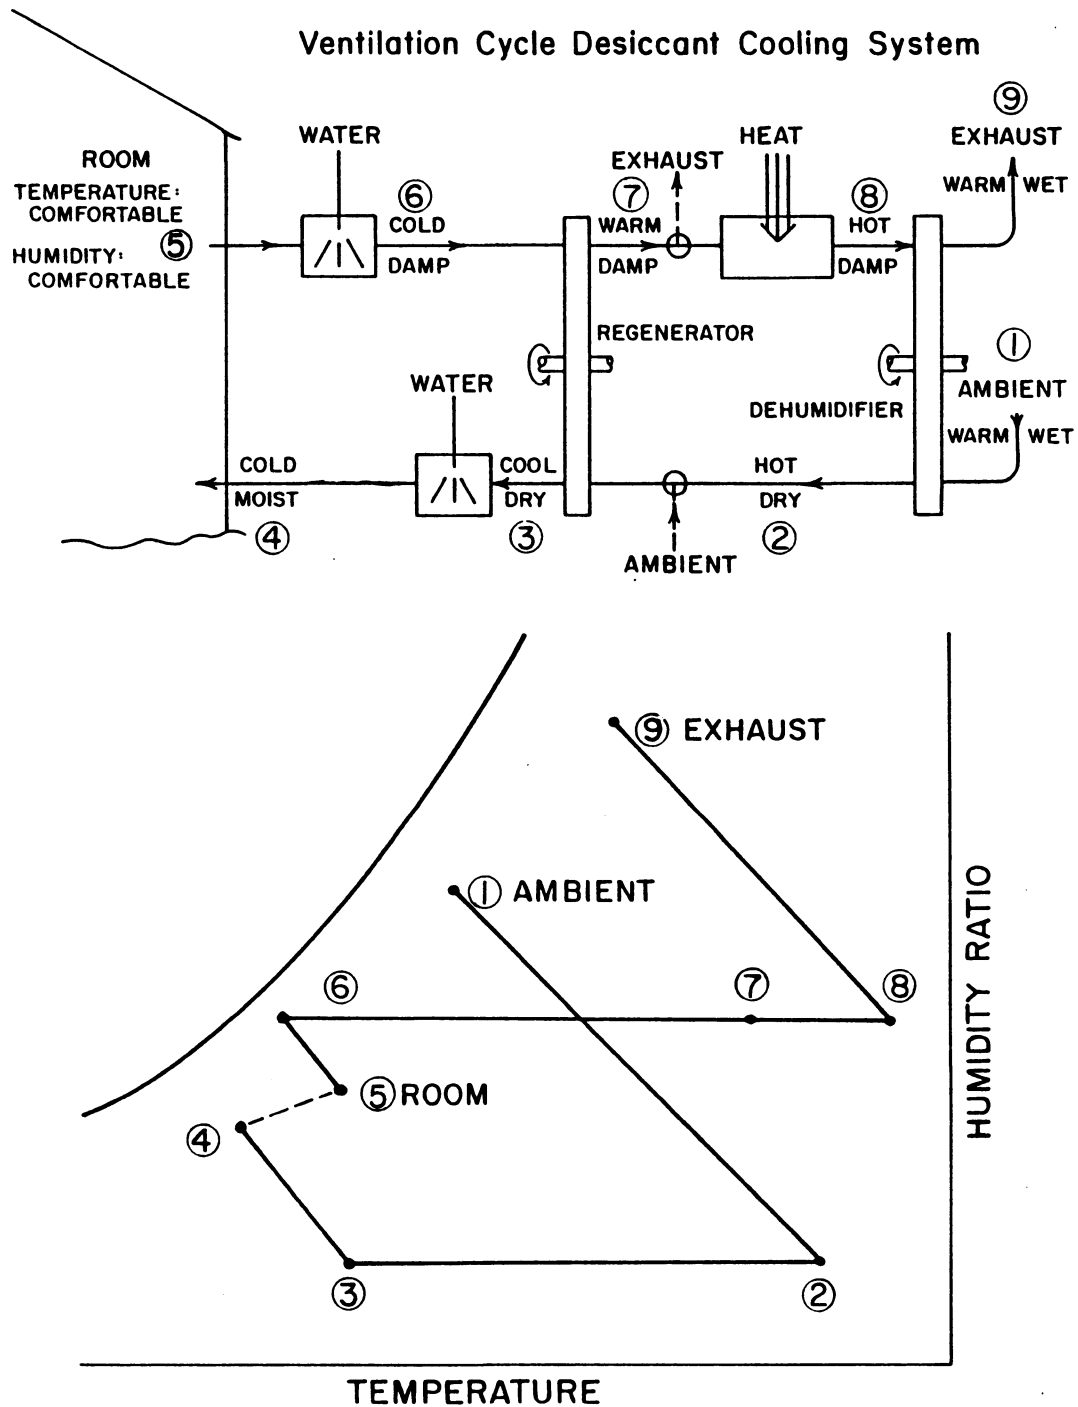 Ventilation Cycle Desiccant Cooling System
⑨
EXHAUST
WARM WET
WATER
EXHAUST
HEAT
ROOM
TEMPERATURE:
COMFORTABLE
⑤
HUMIDITY:
COMFORTABLE
⑥
COLD
DAMP
⑦
WARM
DAMP
⑧
HOT
DAMP
REGENERATOR
①
AMBIENT
WARM WET
DEHUMIDIFIER
WATER
COLD
MOIST
④
COOL
DRY
③
HOT
DRY
②
AMBIENT
⑨ EXHAUST
① AMBIENT
⑥
⑦
⑧
⑤ ROOM
④
③
②
HUMIDITY RATIO
TEMPERATURE